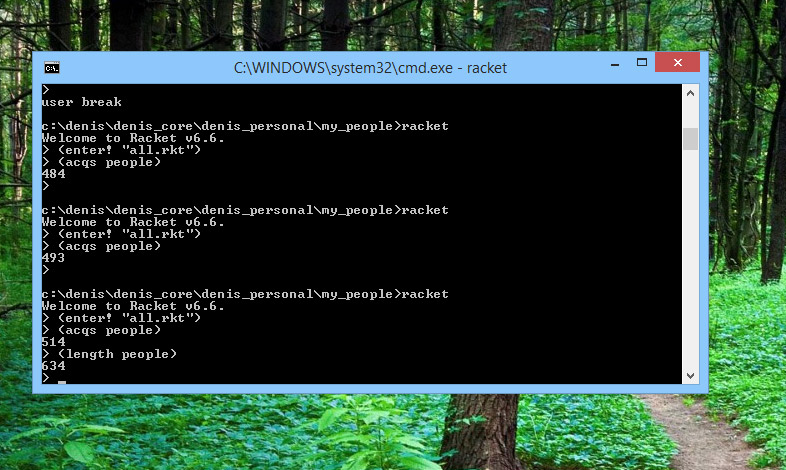 C:\WINDOWS\system32\cmd.exe - racket
>
user break
c:\denis\denis_core\denis_personal\my_people>racket
Welcome to Racket v6.6.
> (enter! "all.rkt")
> (acqs people)
484
>
c:\denis\denis_core\denis_personal\my_people>racket
Welcome to Racket v6.6.
> (enter! "all.rkt")
> (acqs people)
493
>
c:\denis\denis_core\denis_personal\my_people>racket
Welcome to Racket v6.6.
> (enter! "all.rkt")
> (acqs people)
514
> (length people)
634
> _